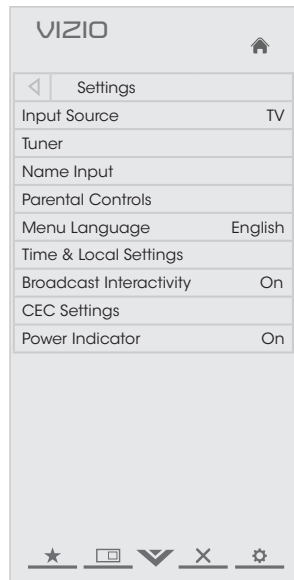 VIZIO
Settings
Input Source TV
Tuner
Name Input
Parental Controls
Menu Language English
Time & Local Settings
Broadcast Interactivity On
CEC Settings
Power Indicator On